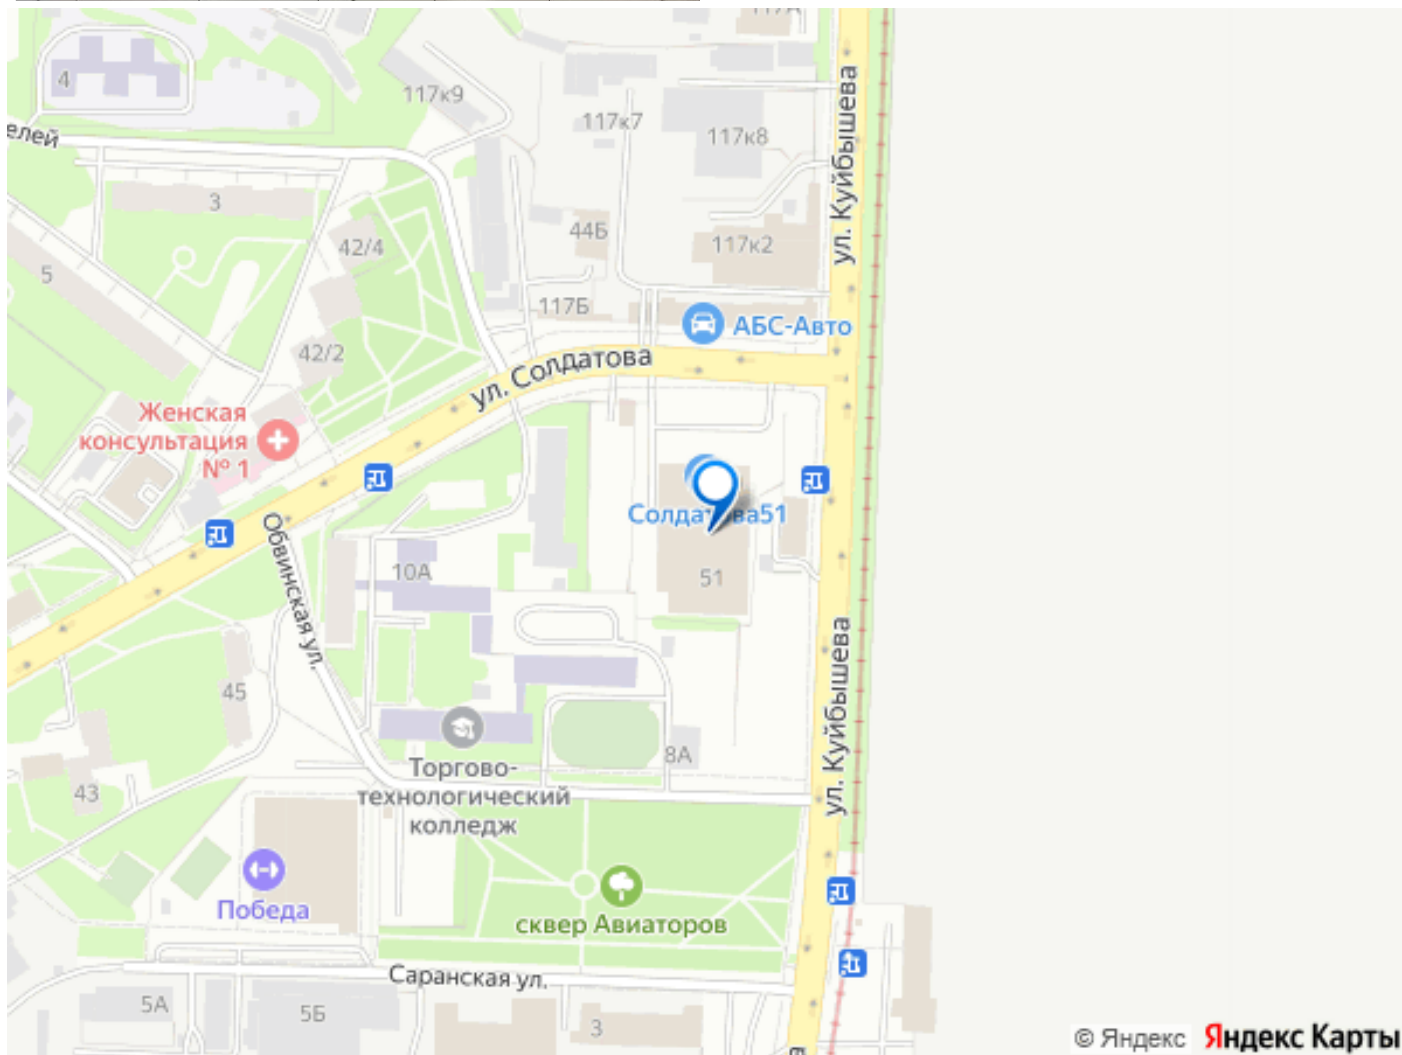 117А
4
117к9
117к7
117к8
елей
ул. Куйбышева
3
44Б
42/4
117к2
5
117Б
АБС-Авто
42/2
ул. Солдатова
Женская
консультация
№ 1
Солдатова51
Обвинская ул.
10А
51
45
ул. Куйбышева
8А
Торгово-
технологический
колледж
43
Победа
сквер Авиаторов
Саранская ул.
5А
5Б
3
© Яндекс Яндекс Карты